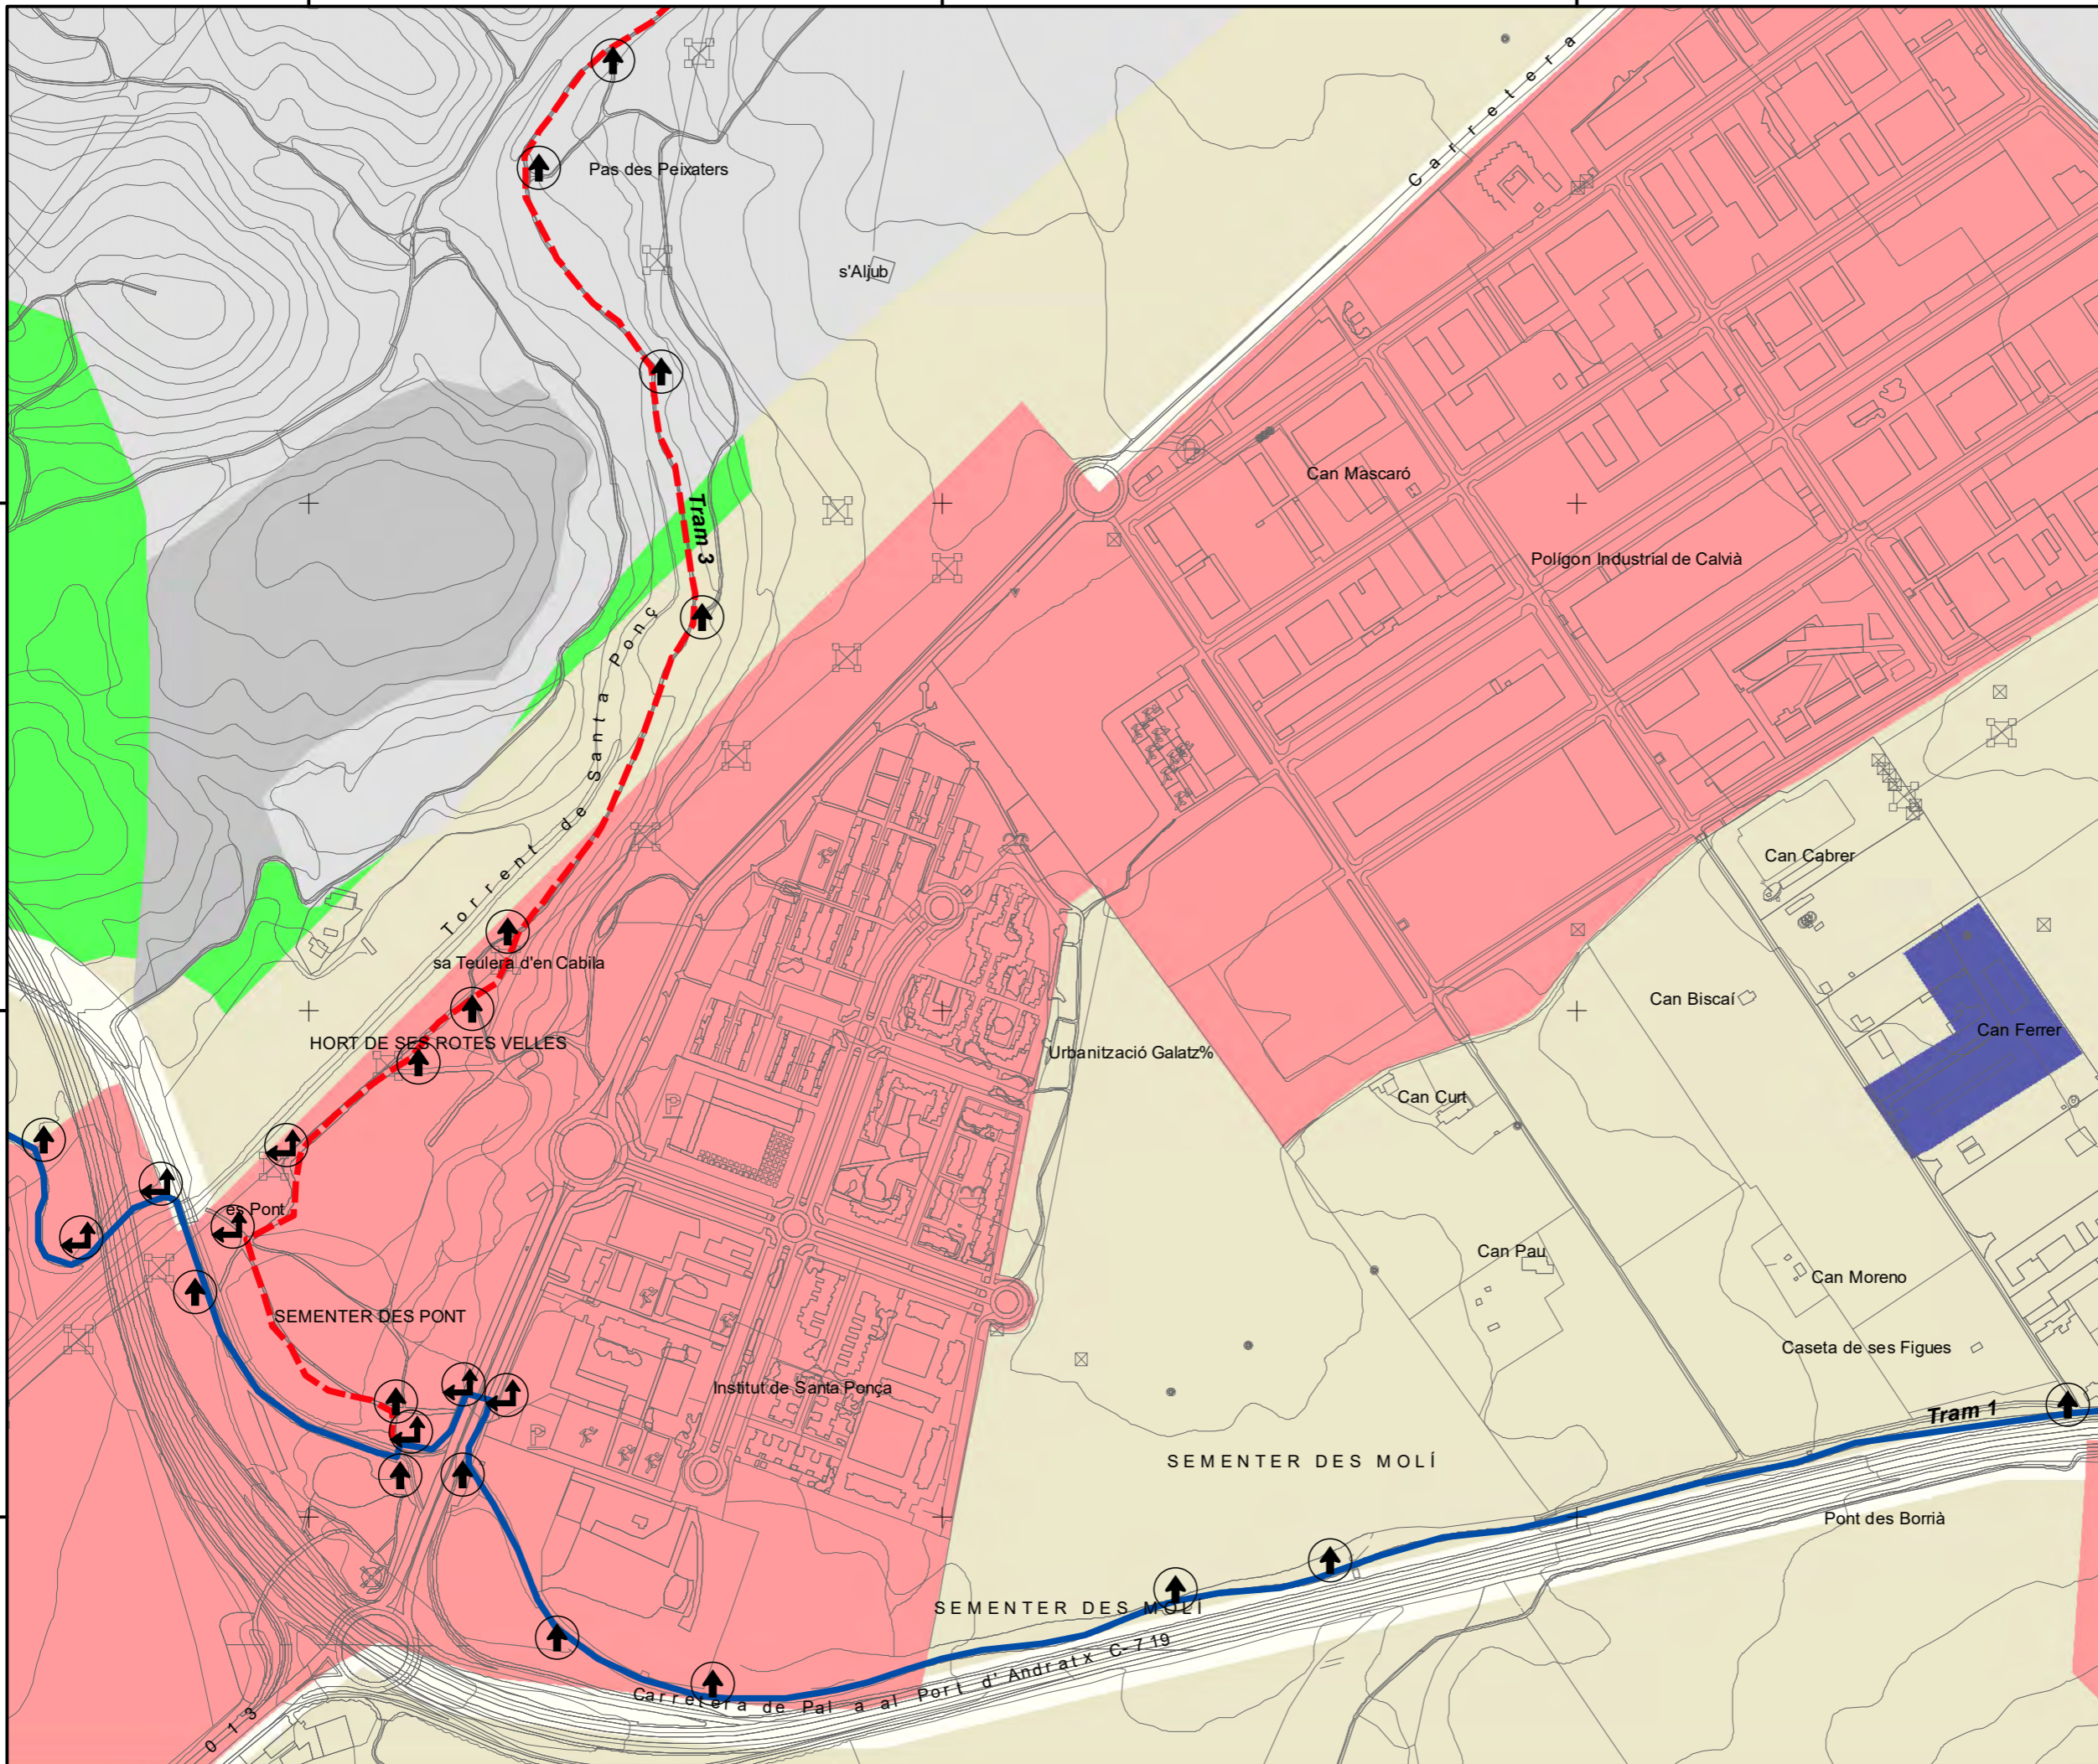 Carretera
Pas des Peixaters
s'Aljub
Can Mascaró
Tram 3
Polígon Industrial de Calvià
Torrent de Santa Ponç
Can Cabrer
sa Teulera d'en Cabila
Can Biscaí
Can Ferrer
HORT DE SES ROTES VELLES
Urbanització Galatz%
Can Curt
P
es Pont
Can Pau
Can Moreno
SEMENTER DES PONT
Caseta de ses Figues
Institut de Santa Ponça
Tram 1
P
SEMENTER DES MOLÍ
Pont des Borrià
SEMENTER DES MOLÍ
Carretera de Pal a al Port d'Andratx C-719
013